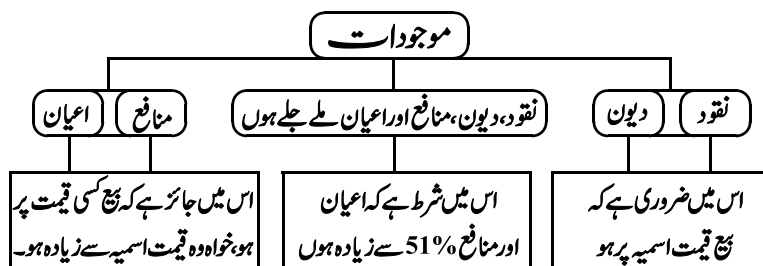 موجودات
نقود
دیون
نقود، دیون، منافع اور اعیان ملے جلے ہوں
منافع
اعیان
اس میں ضروری ہے کہ
بیع قیمت اسمیہ پر ہو
اس میں شرط ہے کہ اعیان
اور منافع 51% سے زیادہ ہوں
اس میں جائز ہے کہ بیع کسی قیمت پر
ہو، خواہ وہ قیمت اسمیہ سے زیادہ ہو۔